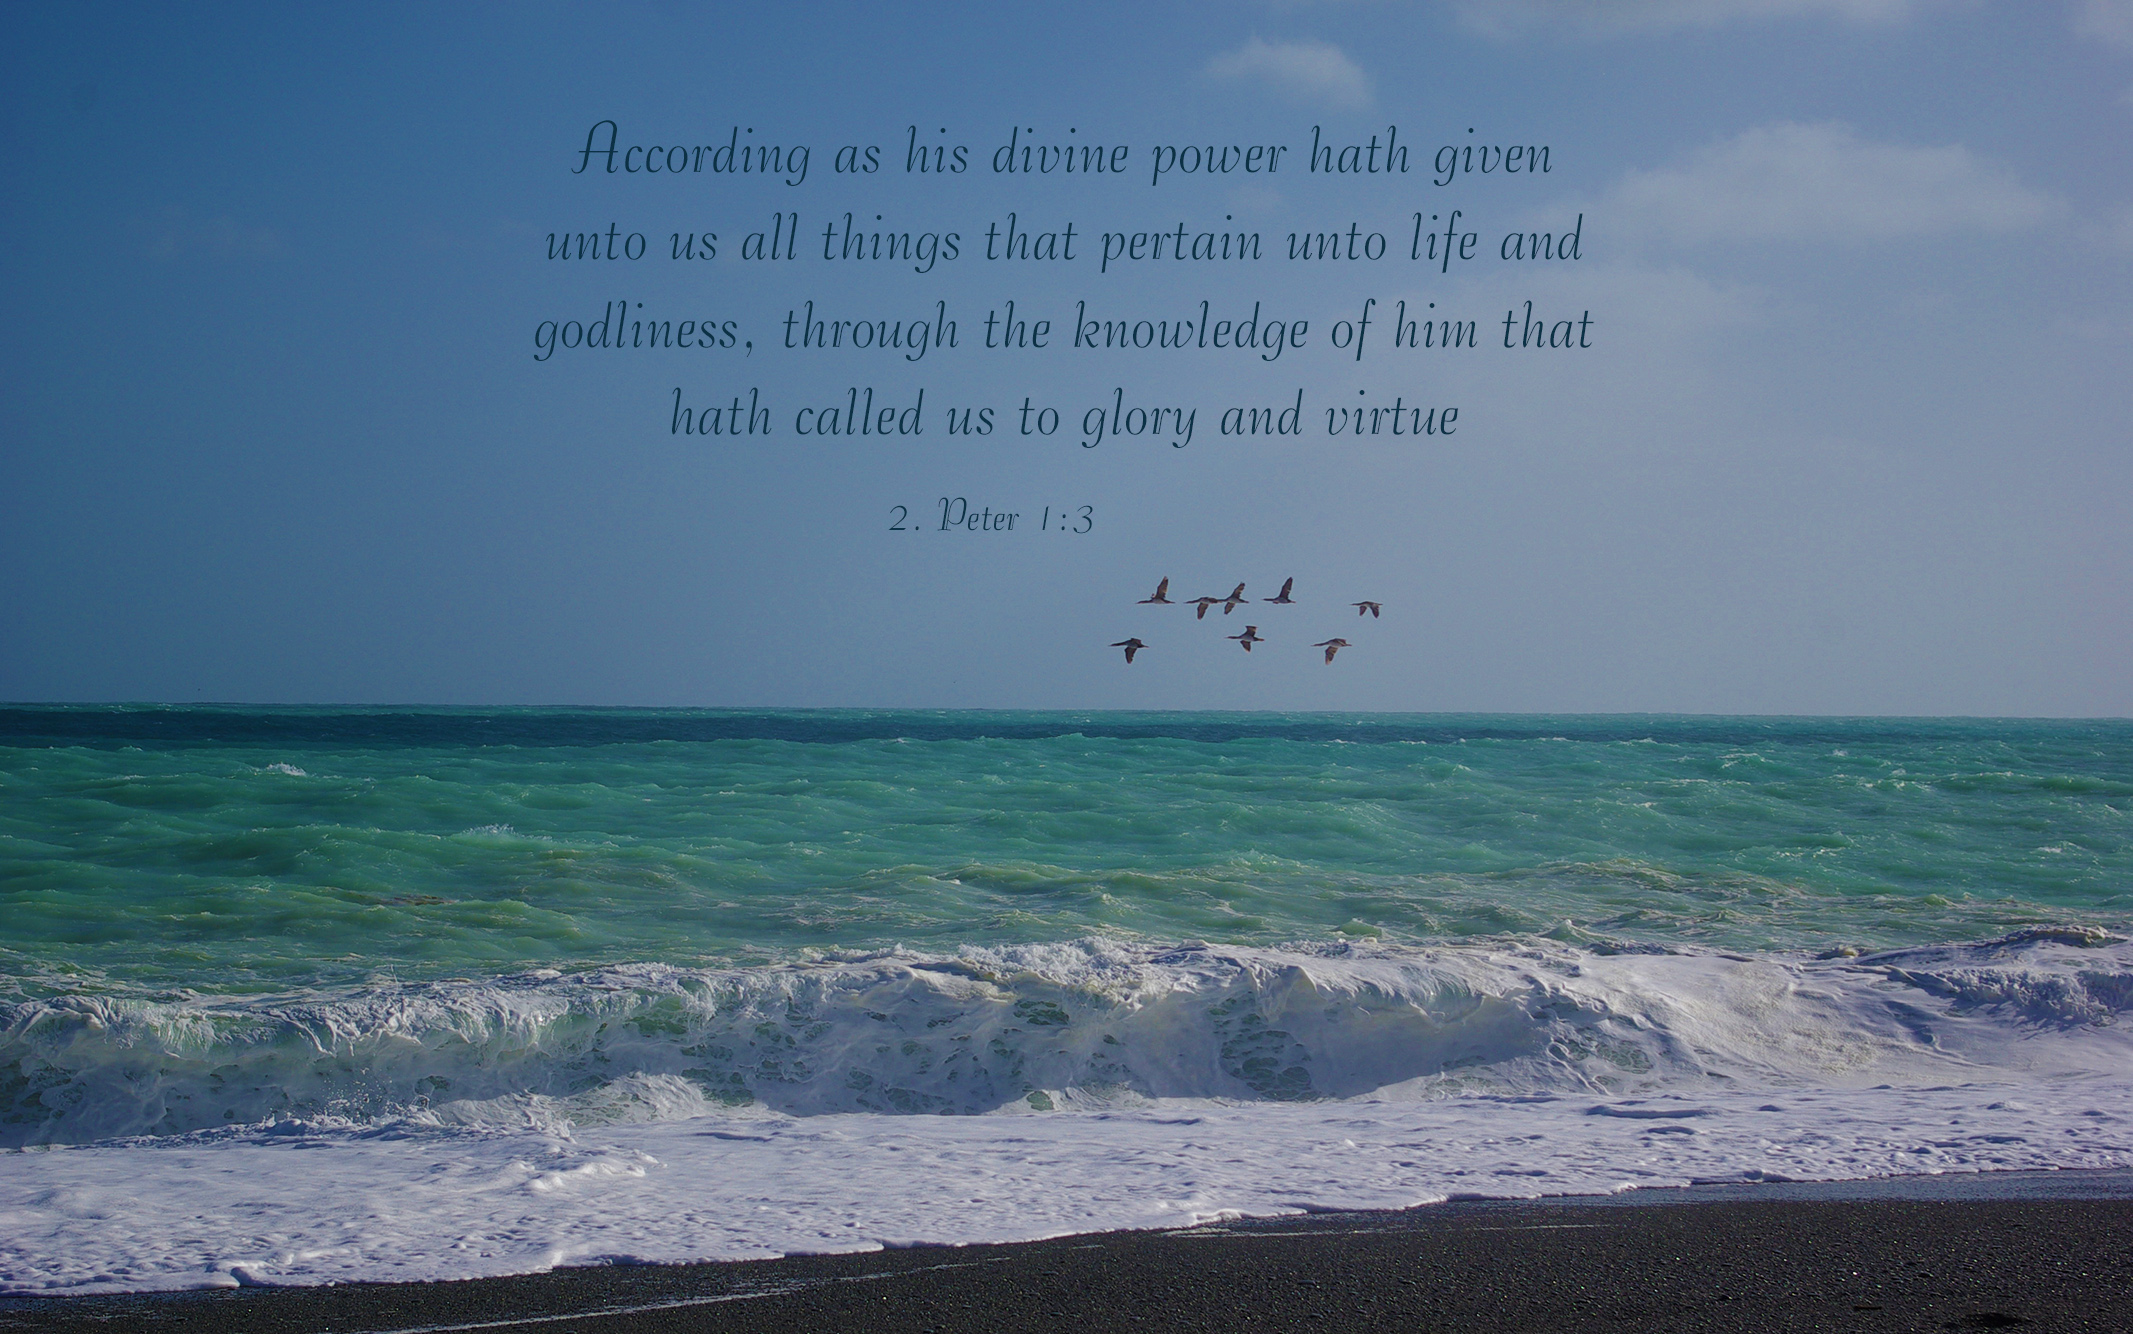 According as his divine power hath given
unto us all things that pertain unto life and
godliness, through the knowledge of him that
hath called us to glory and virtue
2. Peter 1:3